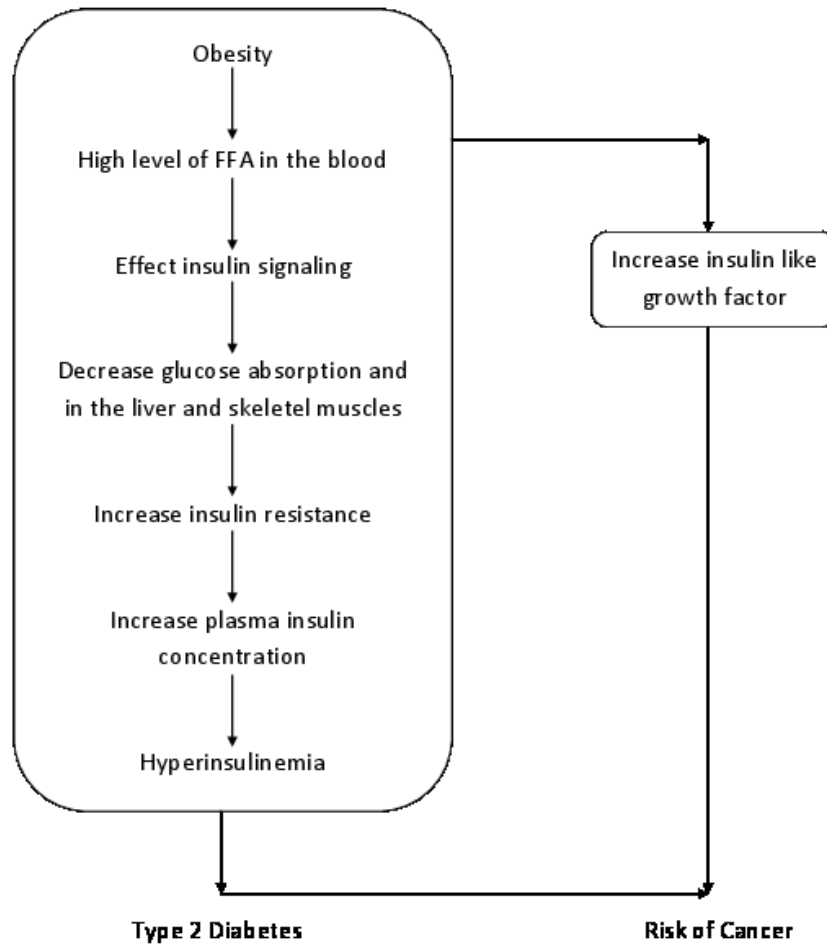 Obesity
High level of FFA in the blood
Effect insulin signaling
Decrease glucose absorption and
in the liver and skeletel muscles
Increase insulin resistance
Increase plasma insulin
concentration
Hyperinsulinemia
Increase insulin like
growth factor
Type 2 Diabetes
Risk of Cancer